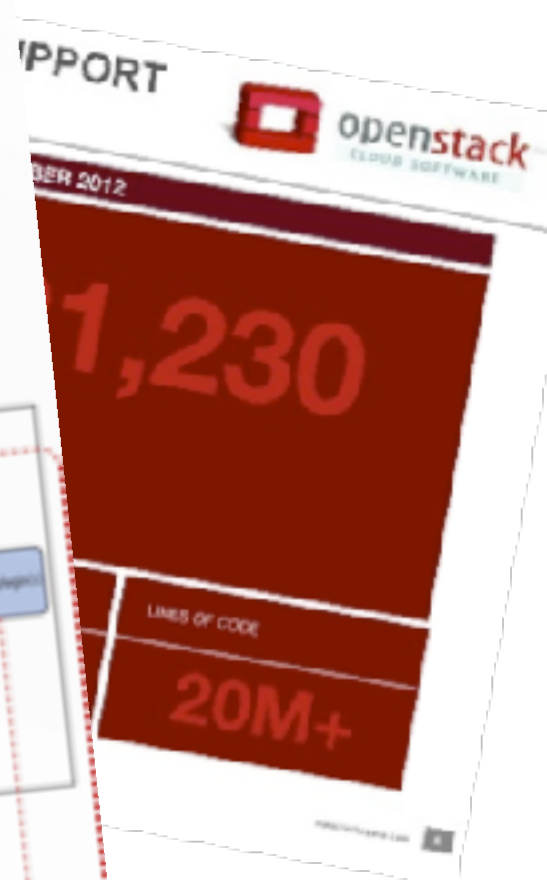 PPORT
openstack
CLOUD SOFTWARE
BER 2012
1,230
LINES OF CODE
20M+